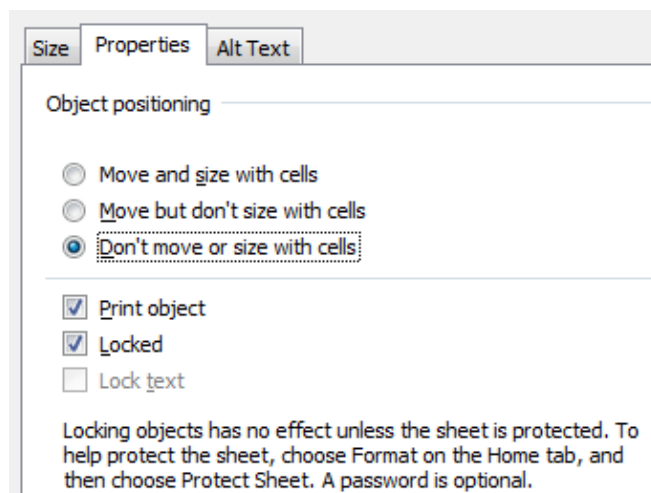 Size Properties Alt Text
Object positioning
Move and size with cells
Move but don't size with cells
Don't move or size with cells
Print object
Locked
Lock text
Locking objects has no effect unless the sheet is protected. To
help protect the sheet, choose Format on the Home tab, and
then choose Protect Sheet. A password is optional.